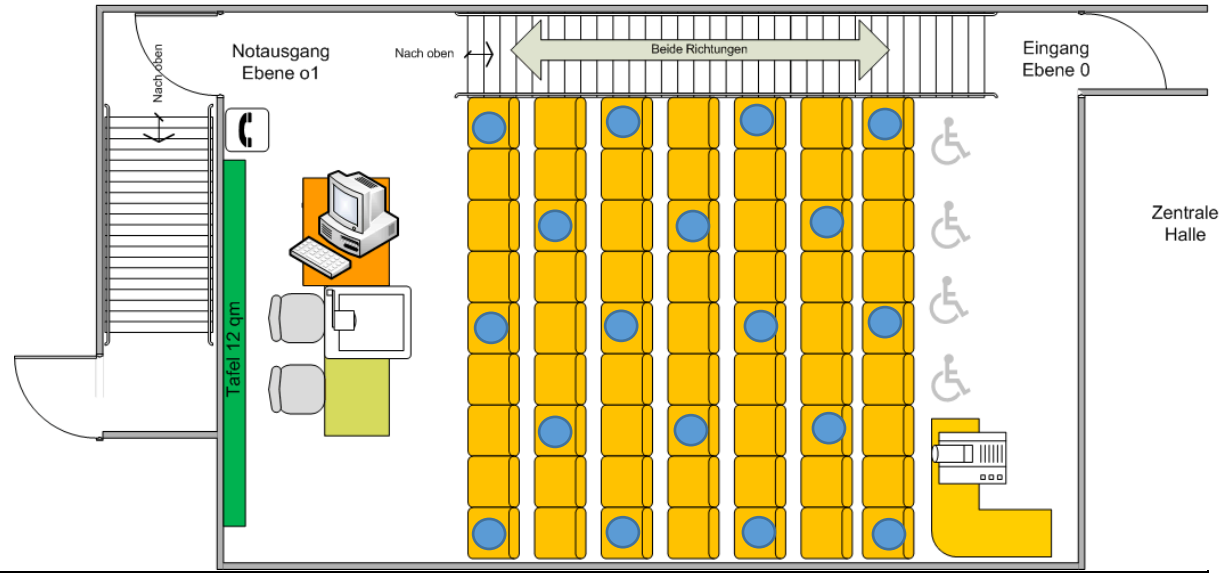 Nach oben
Notausgang
Ebene o1
Nach oben
Beide Richtungen
Eingang
Ebene 0
Zentrale
Halle
Tafel 12 qm